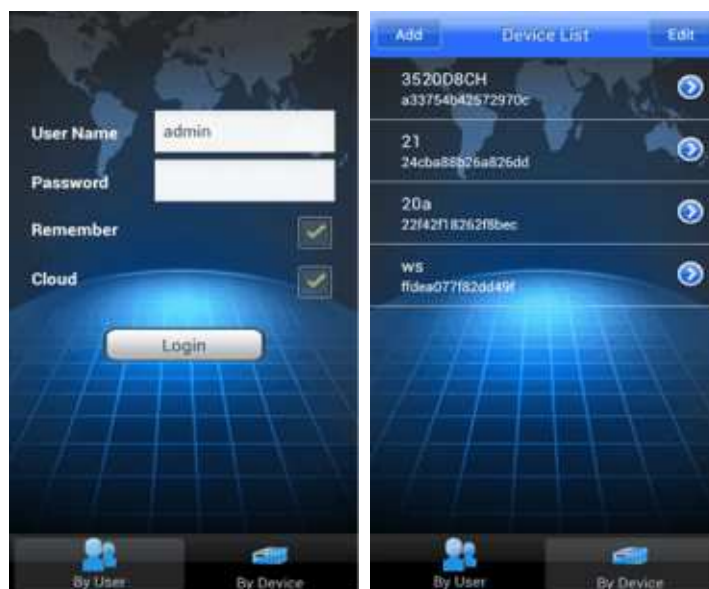 User Name
admin
Password
Remember
Cloud
Login
By User
By Device
Add
Device List
Edit
3520D8CH
a33754b42572970c
21
24cba88b26a826dd
20a
22f42f18262f8bec
ws
ffdea077f82dd49f
By User
By Device